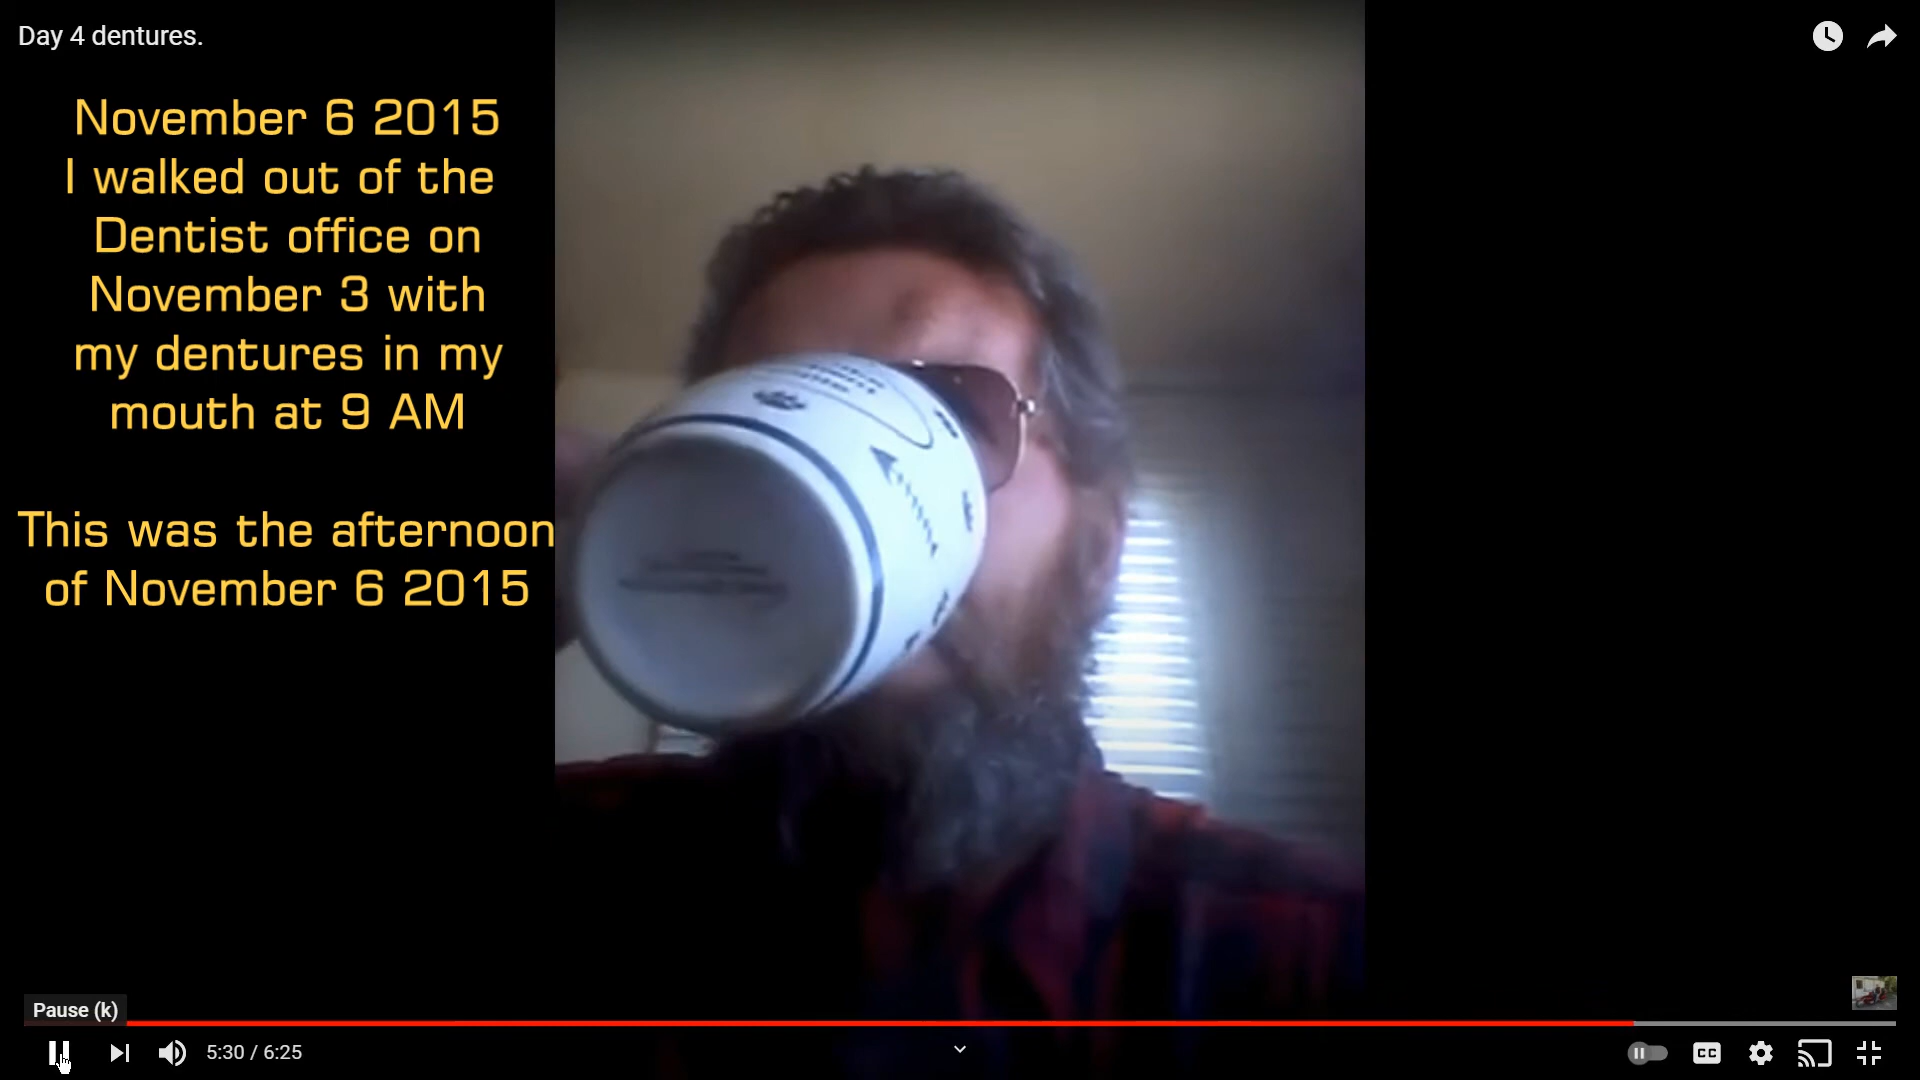 Day 4 dentures.
November 6 2015
I walked out of the
Dentist office on
November 3 with
my dentures in my
mouth at 9 AM
This was the afternoon
of November 6 2015
Pause (k)
5:30 / 6:25
CC